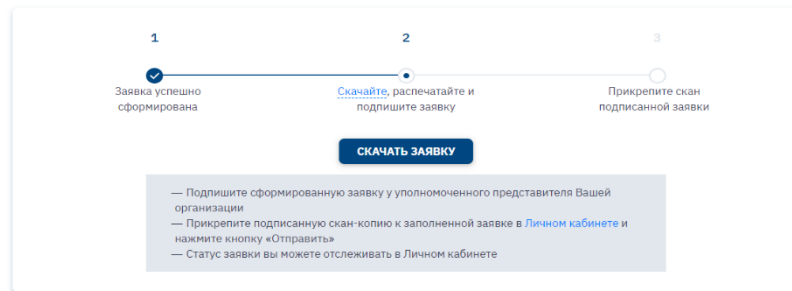 1
2
3
Заявка успешно
сформирована
Скачайте, распечатайте и
подпишите заявку
Прикрепите скан
подписанной заявки
СКАЧАТЬ ЗАЯВКУ
— Подпишите сформированную заявку у уполномоченного представителя Вашей
организации
— Прикрепите подписанную скан-копию к заполненной заявке в Личном кабинете и
нажмите кнопку «Отправить»
— Статус заявки вы можете отслеживать в Личном кабинете